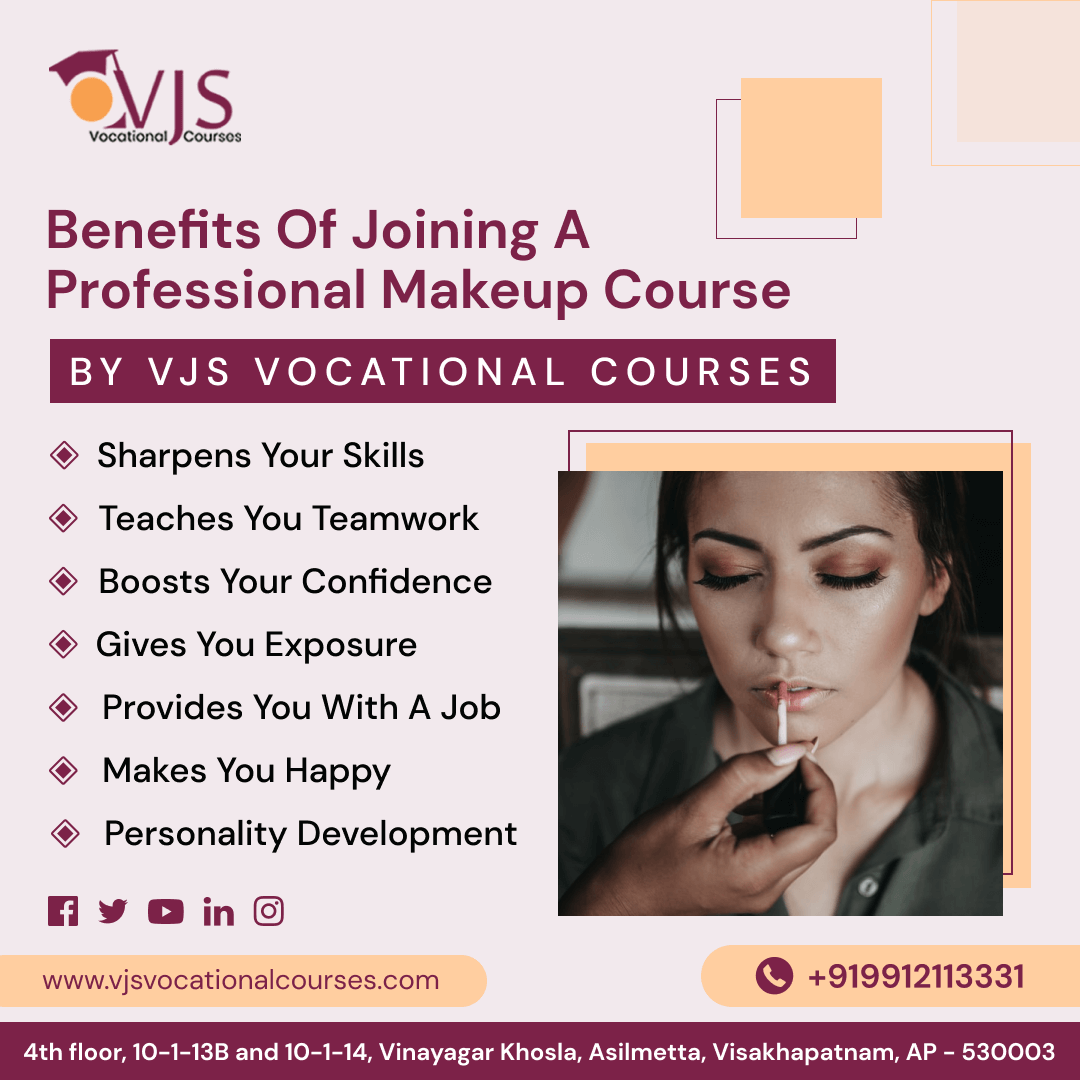 VJS
Vocational Courses
Benefits Of Joining A
Professional Makeup Course
BY VJS VOCATIONAL COURSES
Sharpens Your Skills
Teaches You Teamwork
Boosts Your Confidence
Gives You Exposure
Provides You With A Job
Makes You Happy
Personality Development
www.vjsvocationalcourses.com
+919912113331
4th floor, 10-1-13B and 10-1-14, Vinayagar Khosla, Asilmetta, Visakhapatnam, AP - 530003